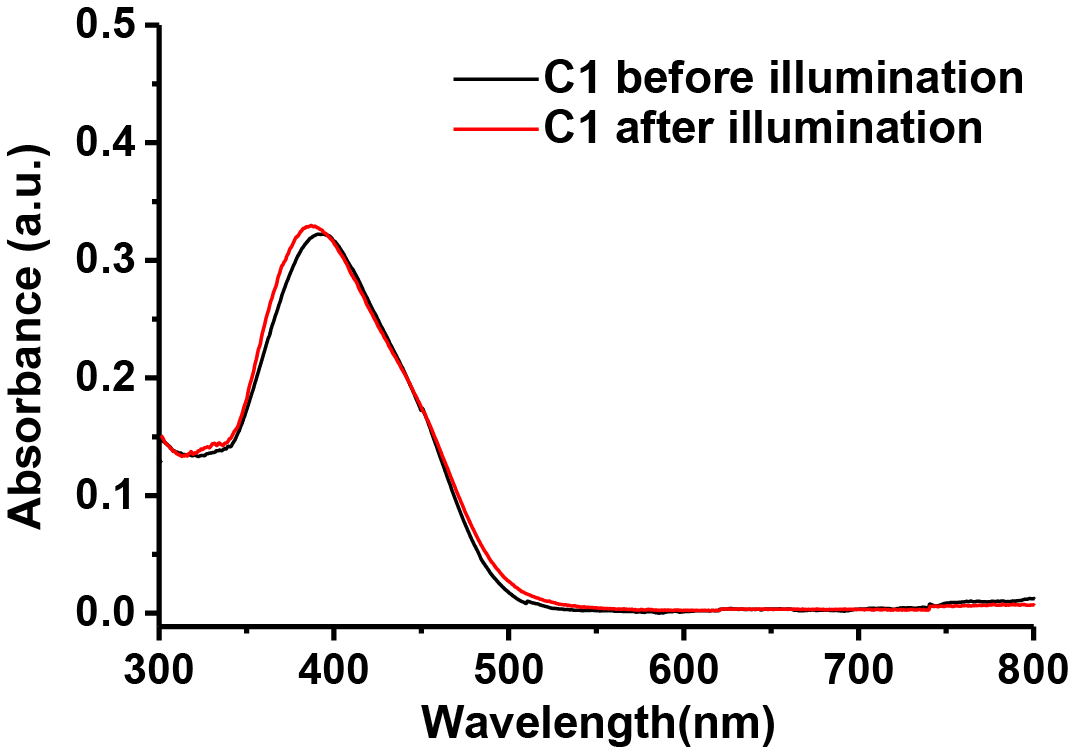 0.5
0.4
0.3
0.2
0.1
0.0
Absorbance (a.u.)
C1 before illumination
C1 after illumination
300 400 500 600 700 800
Wavelength(nm)